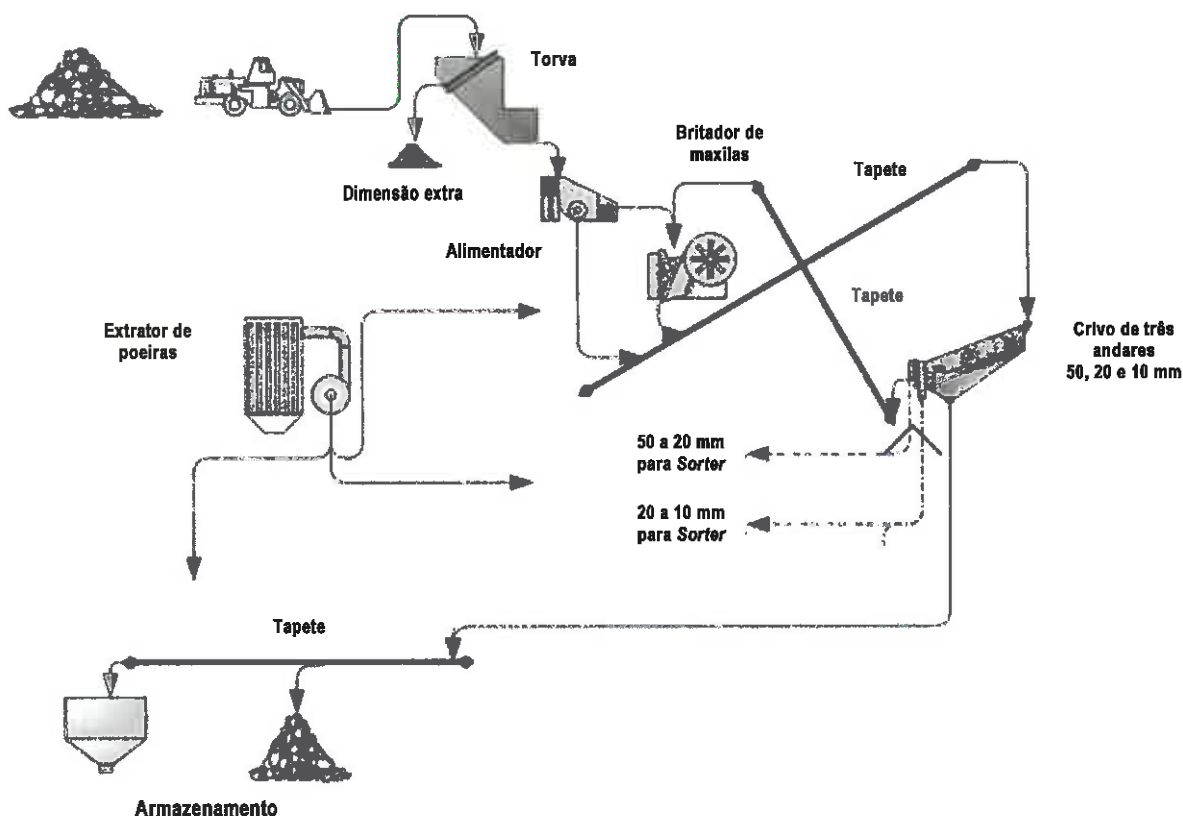 Torva
Britador de
maxilas
Tapete
Dimensão extra
Alimentador
Tapete
Extrator de
poeiras
Crivo de três
andares
50, 20 e 10 mm
50 a 20 mm
para Sorter
20 a 10 mm
para Sorter
Tapete
Armazenamento